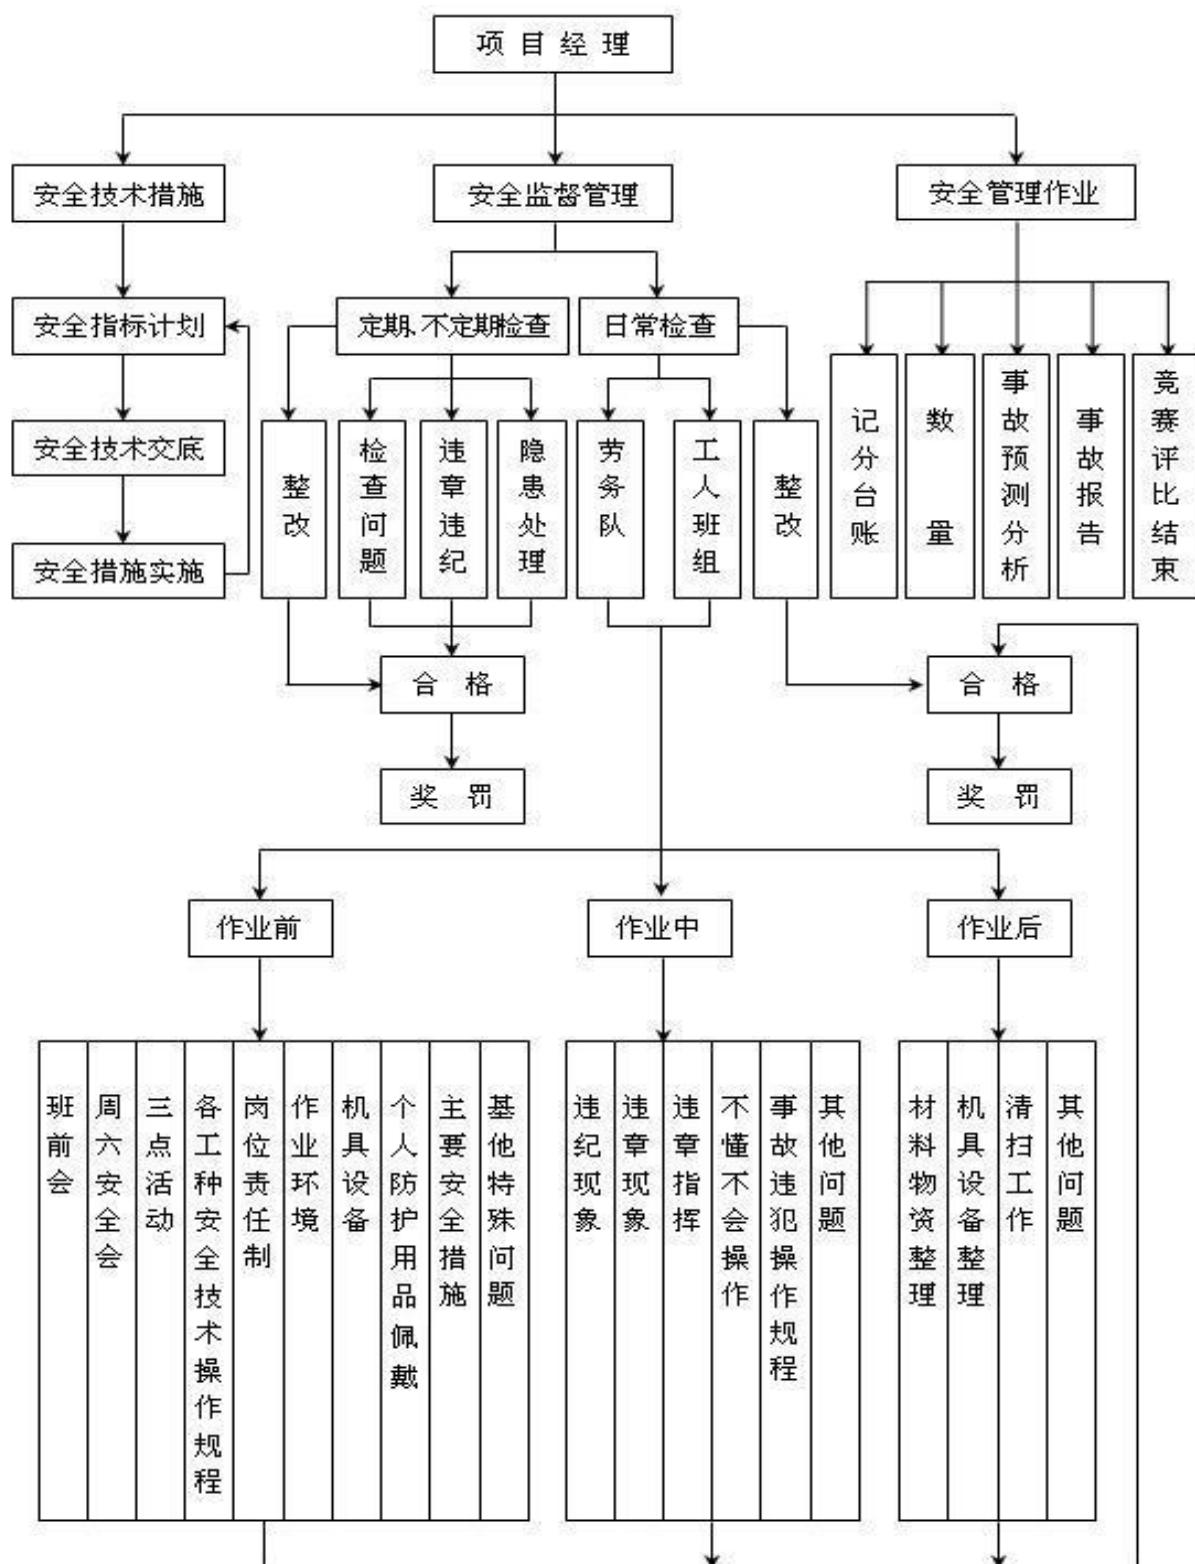 项目经理
安全技术措施
安全监督管理
安全管理作业
安全指标计划
定期、不定期检查
日常检查
安全技术交底
安全措施实施
整改
检查问题
违章违纪
隐患处理
劳务队
工人班组
整改
记分台账
数量
事故预测分析
事故报告
竞赛评比结束
合格
合格
奖罚
奖罚
作业前
作业中
作业后
班前会
周六安全会
三点活动
各工种安全技术操作规程
岗位责任制
作业环境
机具设备
个人防护用品佩戴
主要安全措施
基他特殊问题
违纪现象
违章现象
违章指挥
不懂不会操作
事故违犯操作规程
其他问题
材料物资整理
机具设备整理
清扫工作
其他问题